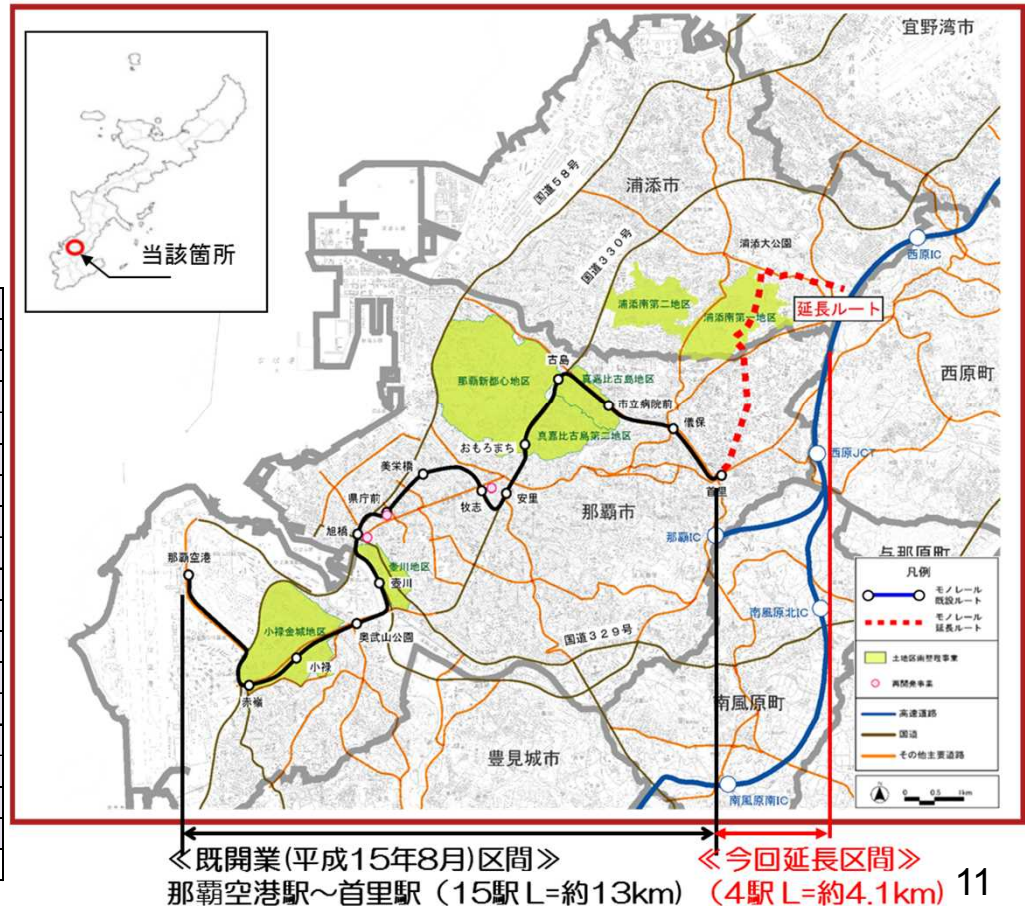 宜野湾市
当該箇所
国道58号
浦添市
国道330号
浦添大公園
西原IC
浦添南第二地区
浦添南第一地区
延長ルート
西原町
古島
那覇新都心地区
真嘉比古島地区
市立病院前
儀保
おもろまち
真嘉比古島第二地区
西原JCT
美栄橋
首里
県庁前
牧志
安里
那覇市
旭橋
那覇IC
那覇空港
与那原町
壷川地区
壷川
凡例
モノレール
既設ルート
モノレール
延長ルート
小禄金城地区
奥武山公園
国道329号
南風原北IC
小禄
土地区画整理事業
再開発事業
赤嶺
南風原町
高速道路
国道
その他主要道路
豊見城市
南風原南IC
0 0.5 1km
≪既開業(平成15年8月)区間≫
那覇空港駅～首里駅（15駅 L=約13km）
≪今回延長区間≫
（4駅 L=約4.1km）
11